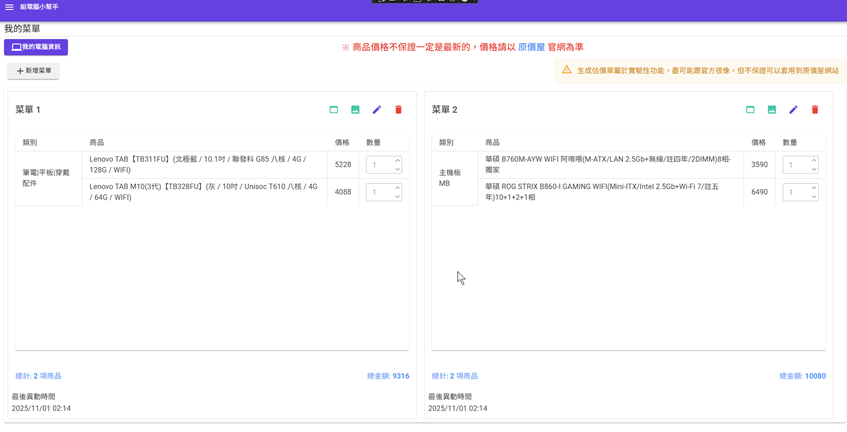 組電腦小幫手
我的菜單
我的電腦資訊
※ 商品價格不保證一定是最新的，價格請以 原價屋 官網為準
新增菜單
生成估價單屬於實驗性功能，盡可能跟官方很像，但不保證可以套用到原價屋網站
菜單 1
類別 商品 價格 數量
筆電|平板|穿戴
配件
Lenovo TAB【TB311FU】(北極藍 / 10.1吋 / 聯發科 G85 八核 / 4G /
128G / WIFI)
5228 1
Lenovo TAB M10(3代)【TB328FU】(灰 / 10吋 / Unisoc T610 八核 / 4G
/ 64G / WIFI)
4088 1
總計: 2 項商品 總金額: 9316
最後異動時間
2025/11/01 02:14
菜單 2
類別 商品 價格 數量
主機板
MB
華碩 B760M-AYW WIFI 阿嗚喂(M-ATX/LAN 2.5Gb+無線/註四年/2DIMM)8相-
獨家
3590 1
華碩 ROG STRIX B860-I GAMING WIFI(Mini-ITX/Intel 2.5Gb+Wi-Fi 7/註五
年)10+1+2+1相
6490 1
總計: 2 項商品 總金額: 10080
最後異動時間
2025/11/01 02:14